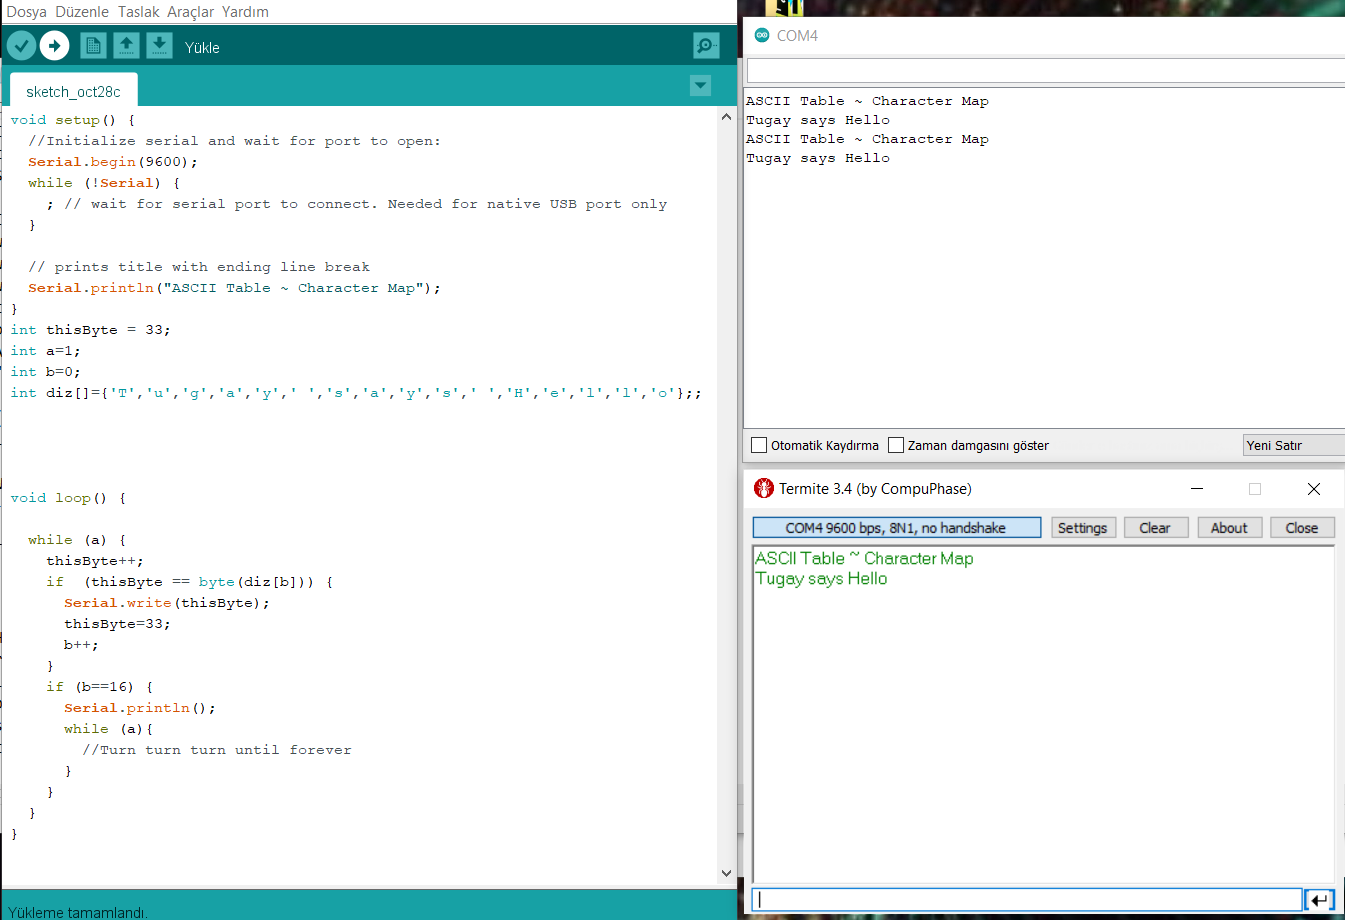 Dosya Düzenle Taslak Araçlar Yardım
Yükle
sketch_oct28c
void setup() {
  //Initialize serial and wait for port to open:
  Serial.begin(9600);
  while (!Serial) {
    ; // wait for serial port to connect. Needed for native USB port only
  }
  // prints title with ending line break
  Serial.println("ASCII Table ~ Character Map");
}
int thisByte = 33;
int a=1;
int b=0;
int diz[]={'T','u','g','a','y',' ','s','a','y','s',' ','H','e','l','l','o'};;
void loop() {
  while (a) {
    thisByte++;
    if  (thisByte == byte(diz[b])) {
      Serial.write(thisByte);
      thisByte=33;
      b++;
    }
    if (b==16) {
      Serial.println();
      while (a){
        //Turn turn turn until forever
      }
    }
  }
}
Yükleme tamamlandı.
COM4
ASCII Table ~ Character Map
Tugay says Hello
ASCII Table ~ Character Map
Tugay says Hello
Otomatik Kaydırma Zaman damgasını göster Yeni Satır
Termite 3.4 (by CompuPhase)
COM4 9600 bps, 8N1, no handshake Settings Clear About Close
ASCII Table ~ Character Map
Tugay says Hello